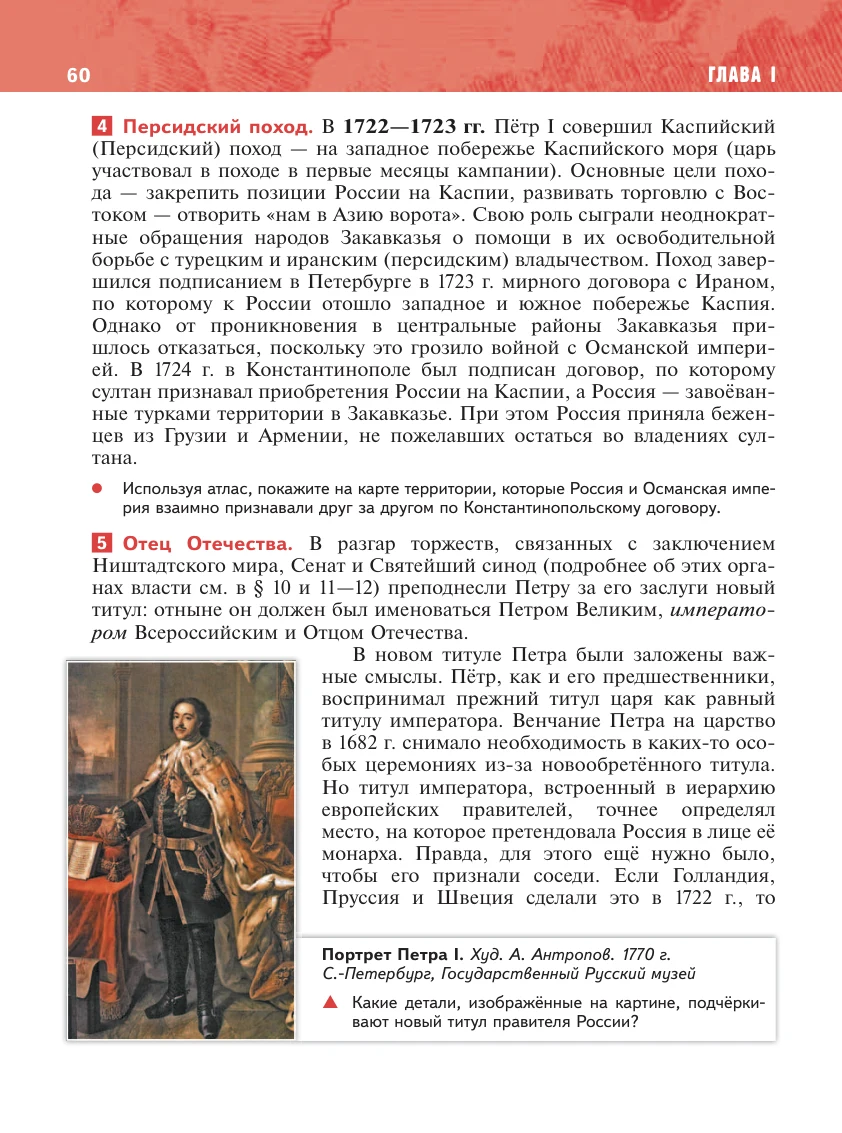 60
ГЛАВА I
4 Персидский поход. В 1722—1723 гг. Пётр I совершил Каспийский
(Персидский) поход — на западное побережье Каспийского моря (царь
участвовал в походе в первые месяцы кампании). Основные цели похо-
да — закрепить позиции России на Каспии, развивать торговлю с Вос-
током — отворить «нам в Азию ворота». Свою роль сыграли неоднократ-
ные обращения народов Закавказья о помощи в их освободительной
борьбе с турецким и иранским (персидским) владычеством. Поход завер-
шился подписанием в Петербурге в 1723 г. мирного договора с Ираном,
по которому к России отошло западное и южное побережье Каспия.
Однако от проникновения в центральные районы Закавказья при-
шлось отказаться, поскольку это грозило войной с Османской импери-
ей. В 1724 г. в Константинополе был подписан договор, по которому
султан признавал приобретения России на Каспии, а Россия — завоёван-
ные турками территории в Закавказье. При этом Россия приняла бежен-
цев из Грузии и Армении, не пожелавших остаться во владениях сул-
тана.
● Используя атлас, покажите на карте территории, которые Россия и Османская импе-
рия взаимно признавали друг за другом по Константинопольскому договору.
5 Отец Отечества. В разгар торжеств, связанных с заключением
Ништадтского мира, Сенат и Святейший синод (подробнее об этих орга-
нах власти см. в § 10 и 11—12) преподнесли Петру за его заслуги новый
титул: отныне он должен был именоваться Петром Великим, императо-
ром Всероссийским и Отцом Отечества.
В новом титуле Петра были заложены важ-
ные смыслы. Пётр, как и его предшественники,
воспринимал прежний титул царя как равный
титулу императора. Венчание Петра на царство
в 1682 г. снимало необходимость в каких-то осо-
бых церемониях из-за новообретённого титула.
Но титул императора, встроенный в иерархию
европейских правителей, точнее определял
место, на которое претендовала Россия в лице её
монарха. Правда, для этого ещё нужно было,
чтобы его признали соседи. Если Голландия,
Пруссия и Швеция сделали это в 1722 г., то
Портрет Петра I. Худ. А. Антропов. 1770 г.
С.-Петербург, Государственный Русский музей
▲ Какие детали, изображённые на картине, подчёрки-
вают новый титул правителя России?